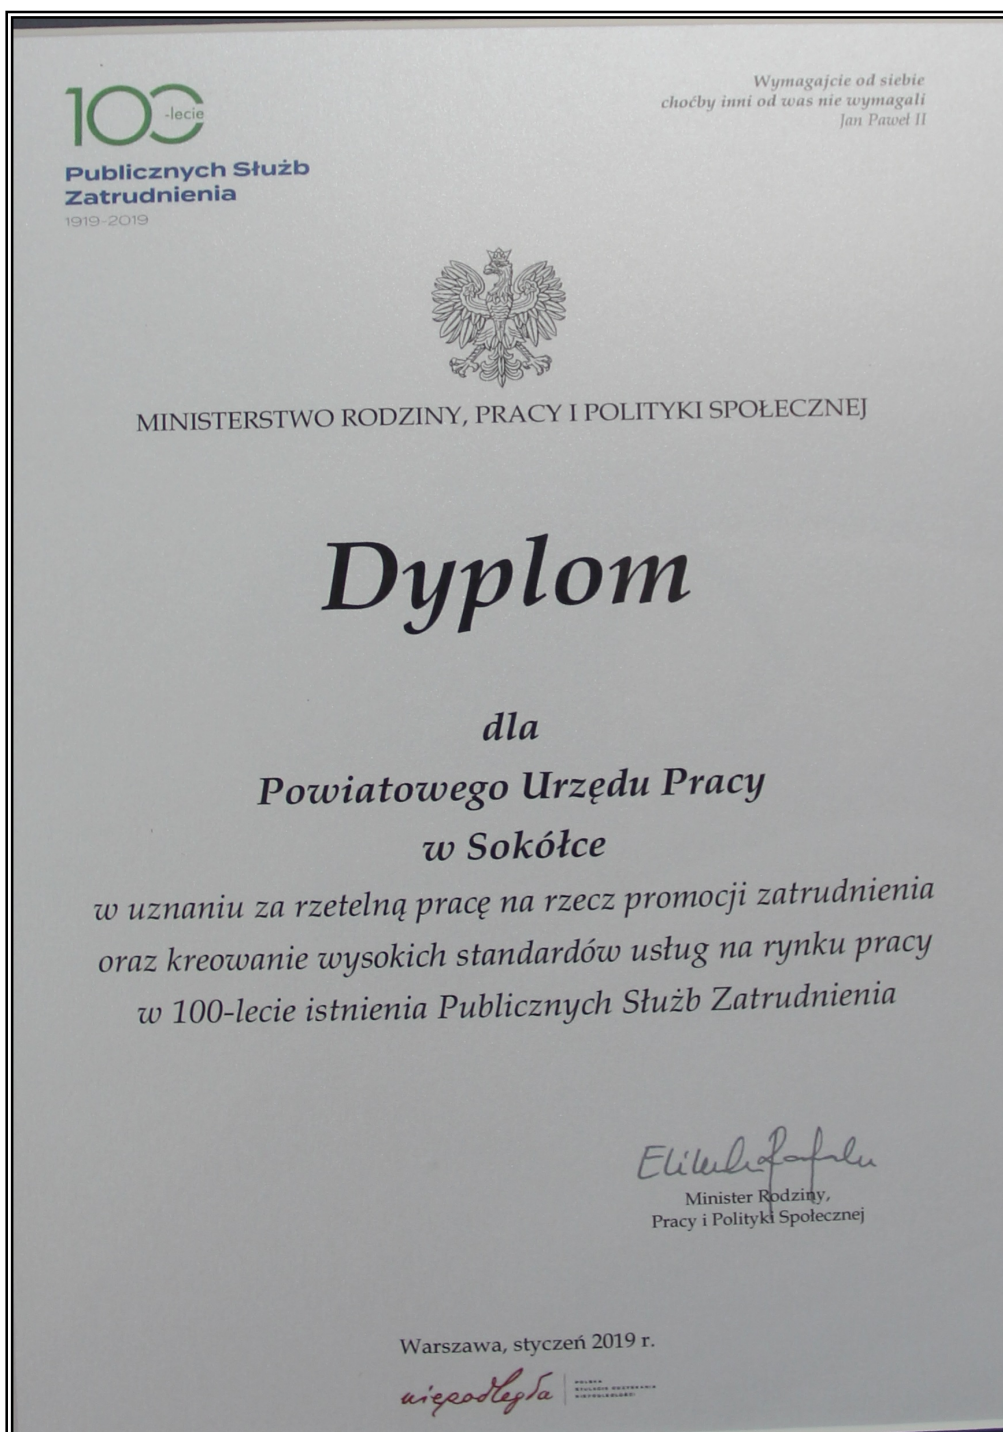 100-lecie
Publicznych Służb
Zatrudnienia
1919-2019
Wymagajcie od siebie
choćby inni od was nie wymagali
Jan Paweł II
MINISTERSTWO RODZINY, PRACY I POLITYKI SPOŁECZNEJ
Dyplom
dla
Powiatowego Urzędu Pracy
w Sokółce
w uznaniu za rzetelną pracę na rzecz promocji zatrudnienia
oraz kreowanie wysokich standardów usług na rynku pracy
w 100-lecie istnienia Publicznych Służb Zatrudnienia
Minister Rodziny,
Pracy i Polityki Społecznej
Warszawa, styczeń 2019 r.
niepodległa